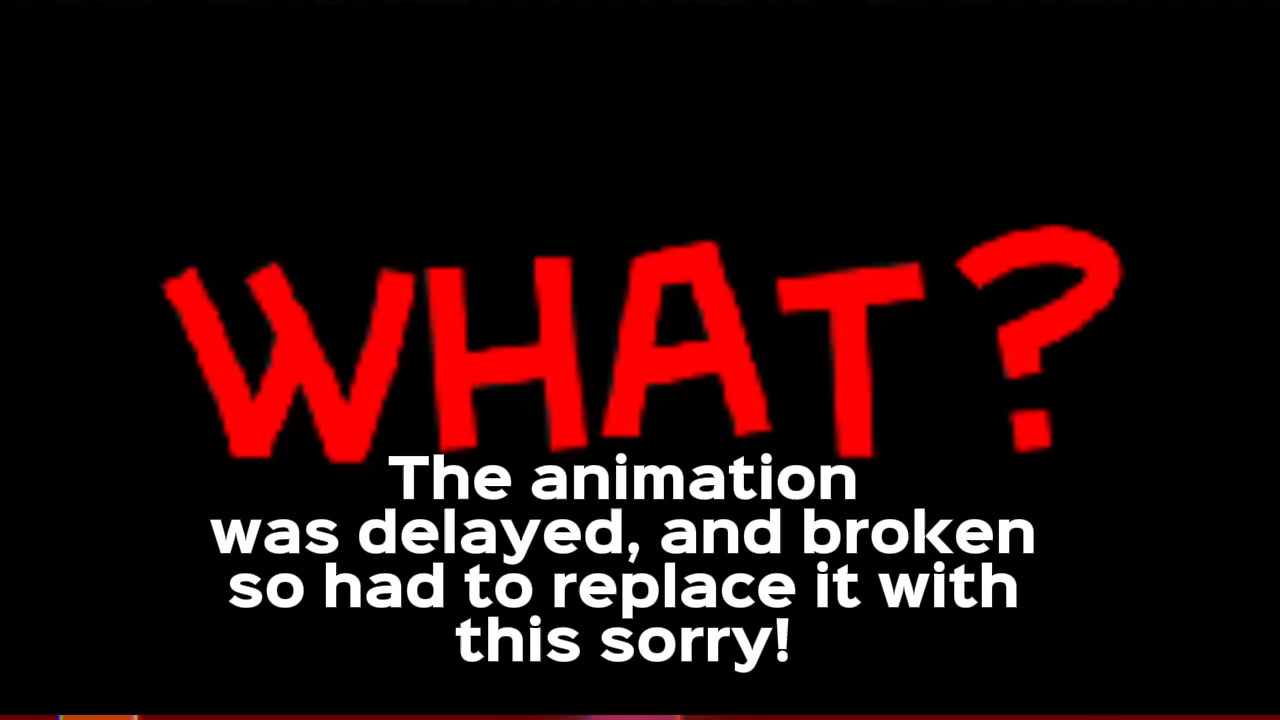 WHAT?
The animation
was delayed, and broken
so had to replace it with
this sorry!